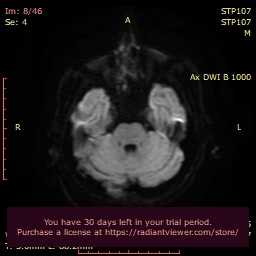 Im: 8/46
Se: 4
A
STP107
STP107
M
Ax DWI B 1000
R
L
You have 30 days left in your trial period.
Purchase a license at https://radiantviewer.com/store/